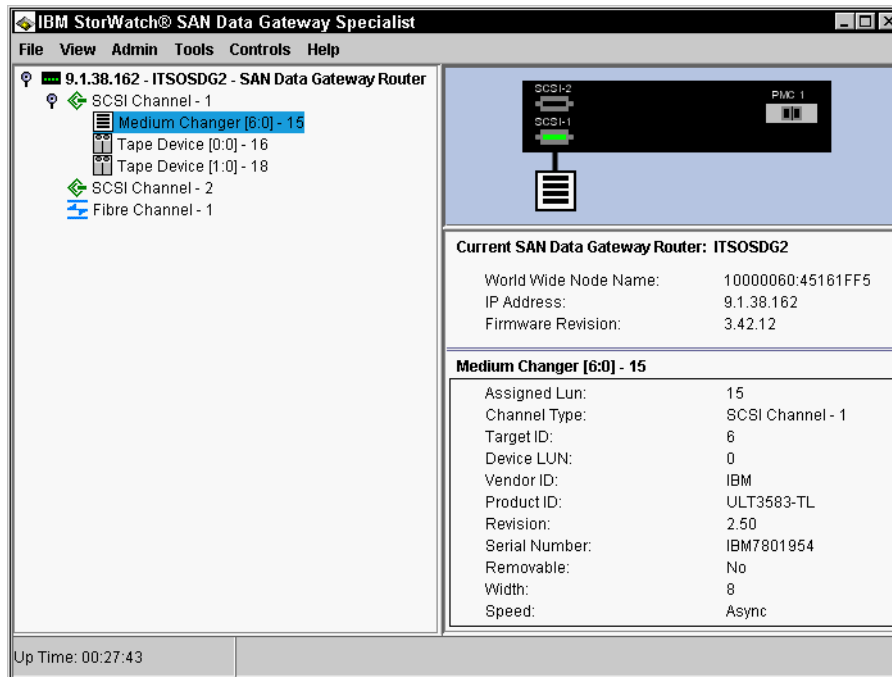 IBM StorWatch® SAN Data Gateway Specialist
File View Admin Tools Controls Help
9.1.38.162 - ITSOSDG2 - SAN Data Gateway Router
SCSI Channel - 1
Medium Changer [6:0] - 15
Tape Device [0:0] - 16
Tape Device [1:0] - 18
SCSI Channel - 2
Fibre Channel - 1
SCSI-2
PMC 1
SCSI-1
Current SAN Data Gateway Router: ITSOSDG2
World Wide Node Name: 10000060:45161FF5
IP Address: 9.1.38.162
Firmware Revision: 3.42.12
Medium Changer [6:0] - 15
Assigned Lun: 15
Channel Type: SCSI Channel - 1
Target ID: 6
Device LUN: 0
Vendor ID: IBM
Product ID: ULT3583-TL
Revision: 2.50
Serial Number: IBM7801954
Removable: No
Width: 8
Speed: Async
Up Time: 00:27:43